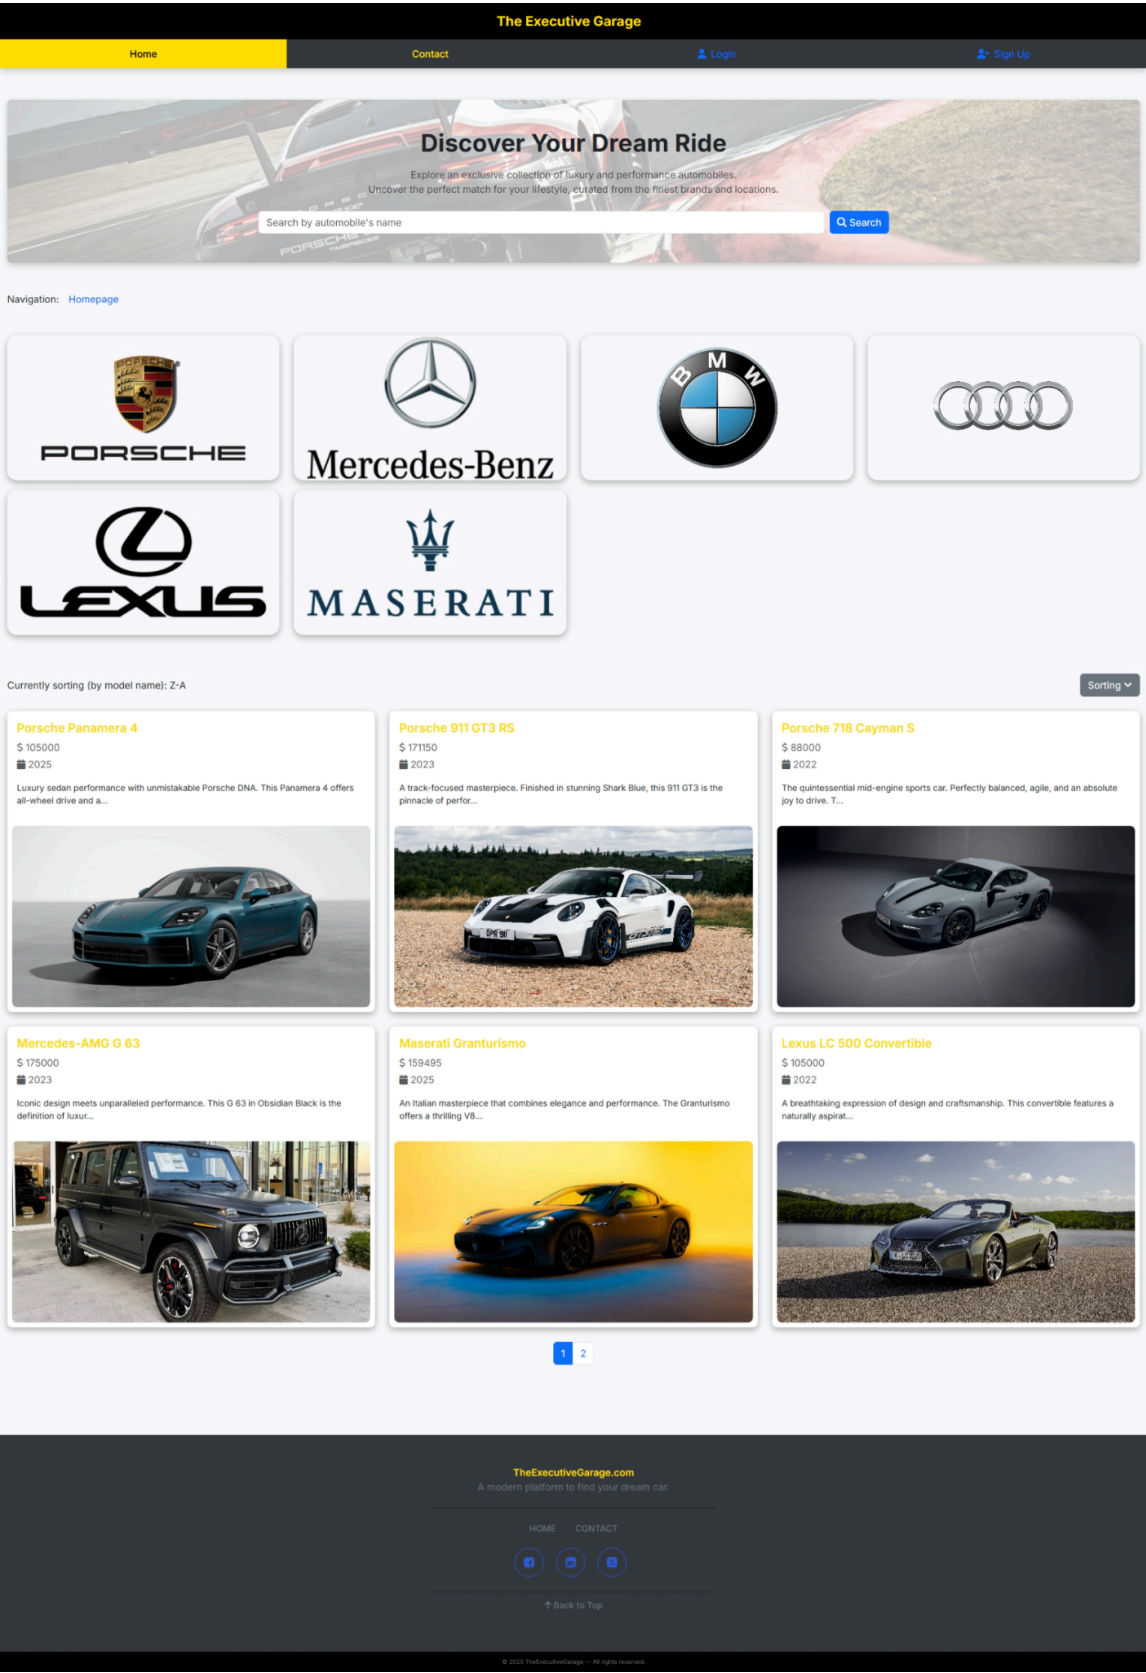 The Executive Garage
Home
Contact
Login
Sign Up
Discover Your Dream Ride
Explore an exclusive collection of luxury and performance automobiles.
Uncover the perfect match for your lifestyle, curated from the finest brands and locations.
Search by automobile's name
Search
PORSCHE
Navigation: Homepage
PORSCHE
PORSCHE
Mercedes-Benz
BMW
LEXUS
MASERATI
Currently sorting (by model name): Z-A
Sorting
Porsche Panamera 4
$ 105000
2025
Luxury sedan performance with unmistakable Porsche DNA. This Panamera 4 offers
all-wheel drive and a...
Porsche 911 GT3 RS
$ 171150
2023
A track-focused masterpiece. Finished in stunning Shark Blue, this 911 GT3 is the
pinnacle of perfor...
Porsche 718 Cayman S
$ 88000
2022
The quintessential mid-engine sports car. Perfectly balanced, agile, and an absolute
joy to drive. T...
Mercedes-AMG G 63
$ 175000
2023
Iconic design meets unparalleled performance. This G 63 in Obsidian Black is the
definition of luxur...
Maserati Granturismo
$ 159495
2025
An Italian masterpiece that combines elegance and performance. The Granturismo
offers a thrilling V8...
Lexus LC 500 Convertible
$ 105000
2022
A breathtaking expression of design and craftsmanship. This convertible features a
naturally aspirat...
1
2
TheExecutiveGarage.com
A modern platform to find your dream car.
HOME
CONTACT
Back to Top
© 2025 TheExecutiveGarage — All rights reserved.